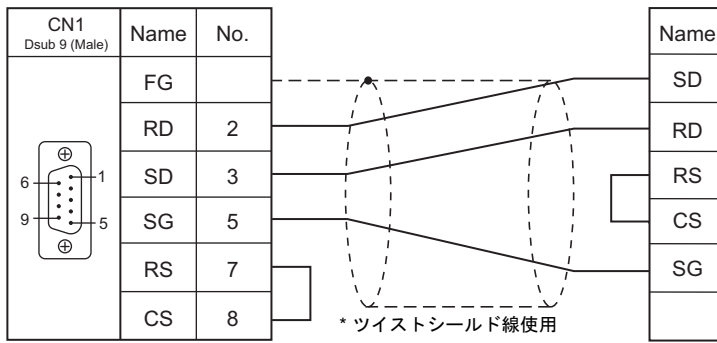 CN1
Dsub 9 (Male)
Name No.
FG
RD 2
SD 3
SG 5
RS 7
CS 8
6 1
9 5
Name
SD
RD
RS
CS
SG
* ツイストシールド線使用